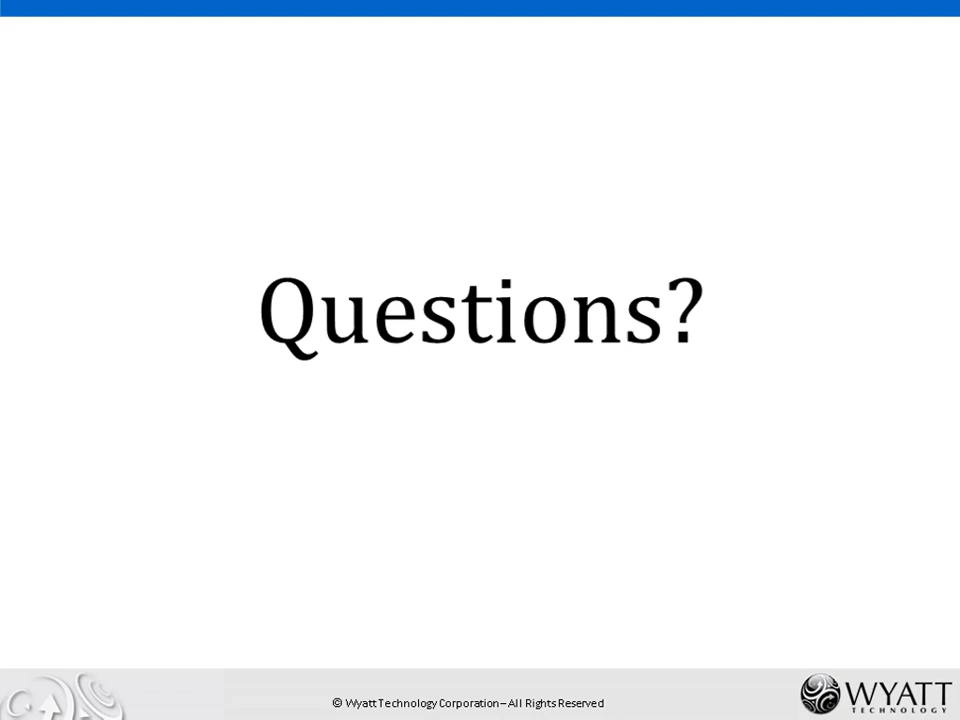 Questions?
© Wyatt Technology Corporation – All Rights Reserved
WYATT
TECHNOLOGY